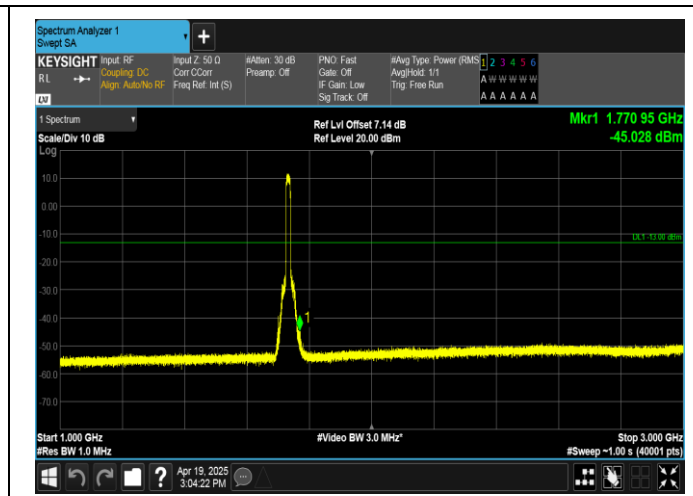 Spectrum Analyzer 1
Swept SA
+
KEYSIGHT
RL
Input: RF
Coupling: DC
Align: Auto/No RF
Input Z: 50 Ω
Corr CCorr
Freq Ref: Int (S)
#Atten: 30 dB
Preamp: Off
PNO: Fast
Gate: Off
IF Gain: Low
Sig Track: Off
#Avg Type: Power (RMS
Avg|Hold: 1/1
Trig: Free Run
1 2 3 4 5 6
A W W W W W
A A A A A A
LXI
1 Spectrum
Scale/Div 10 dB
Log
Ref Lvl Offset 7.14 dB
Ref Level 20.00 dBm
Mkr1 1.770 95 GHz
-45.028 dBm
10.0
0.00
-10.0
DL1 -13.00 dBm
-20.0
-30.0
-40.0
1
-50.0
-60.0
-70.0
Start 1.000 GHz
#Res BW 1.0 MHz
#Video BW 3.0 MHz*
Stop 3.000 GHz
#Sweep ~1.00 s (40001 pts)
?
Apr 19, 2025
3:04:22 PM